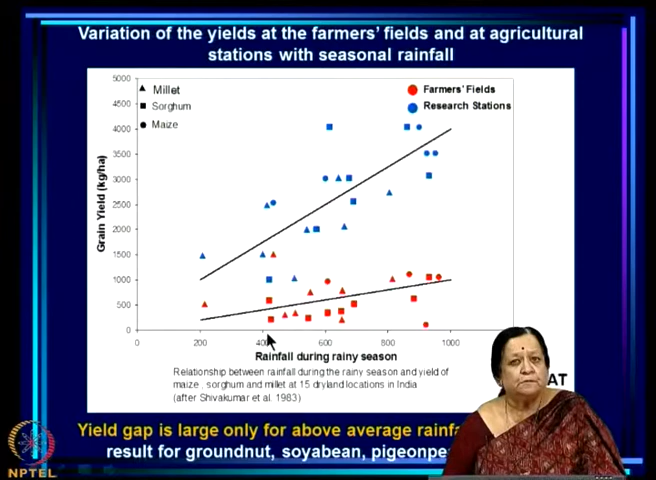 Variation of the yields at the farmers' fields and at agricultural
stations with seasonal rainfall
5000
4500
4000
3500
3000
2500
2000
1500
1000
500
0
Grain Yield (kg/ha)
Millet
Sorghum
Maize
Farmers' Fields
Research Stations
0 200 400 600 800 1000
Rainfall during rainy season
Relationship between rainfall during the rainy season and yield of
maize , sorghum and millet at 15 dryland locations in India
(after Shivakumar et al. 1983)
AT
Yield gap is large only for above average
result for groundnut, soyabean,
NPTEL